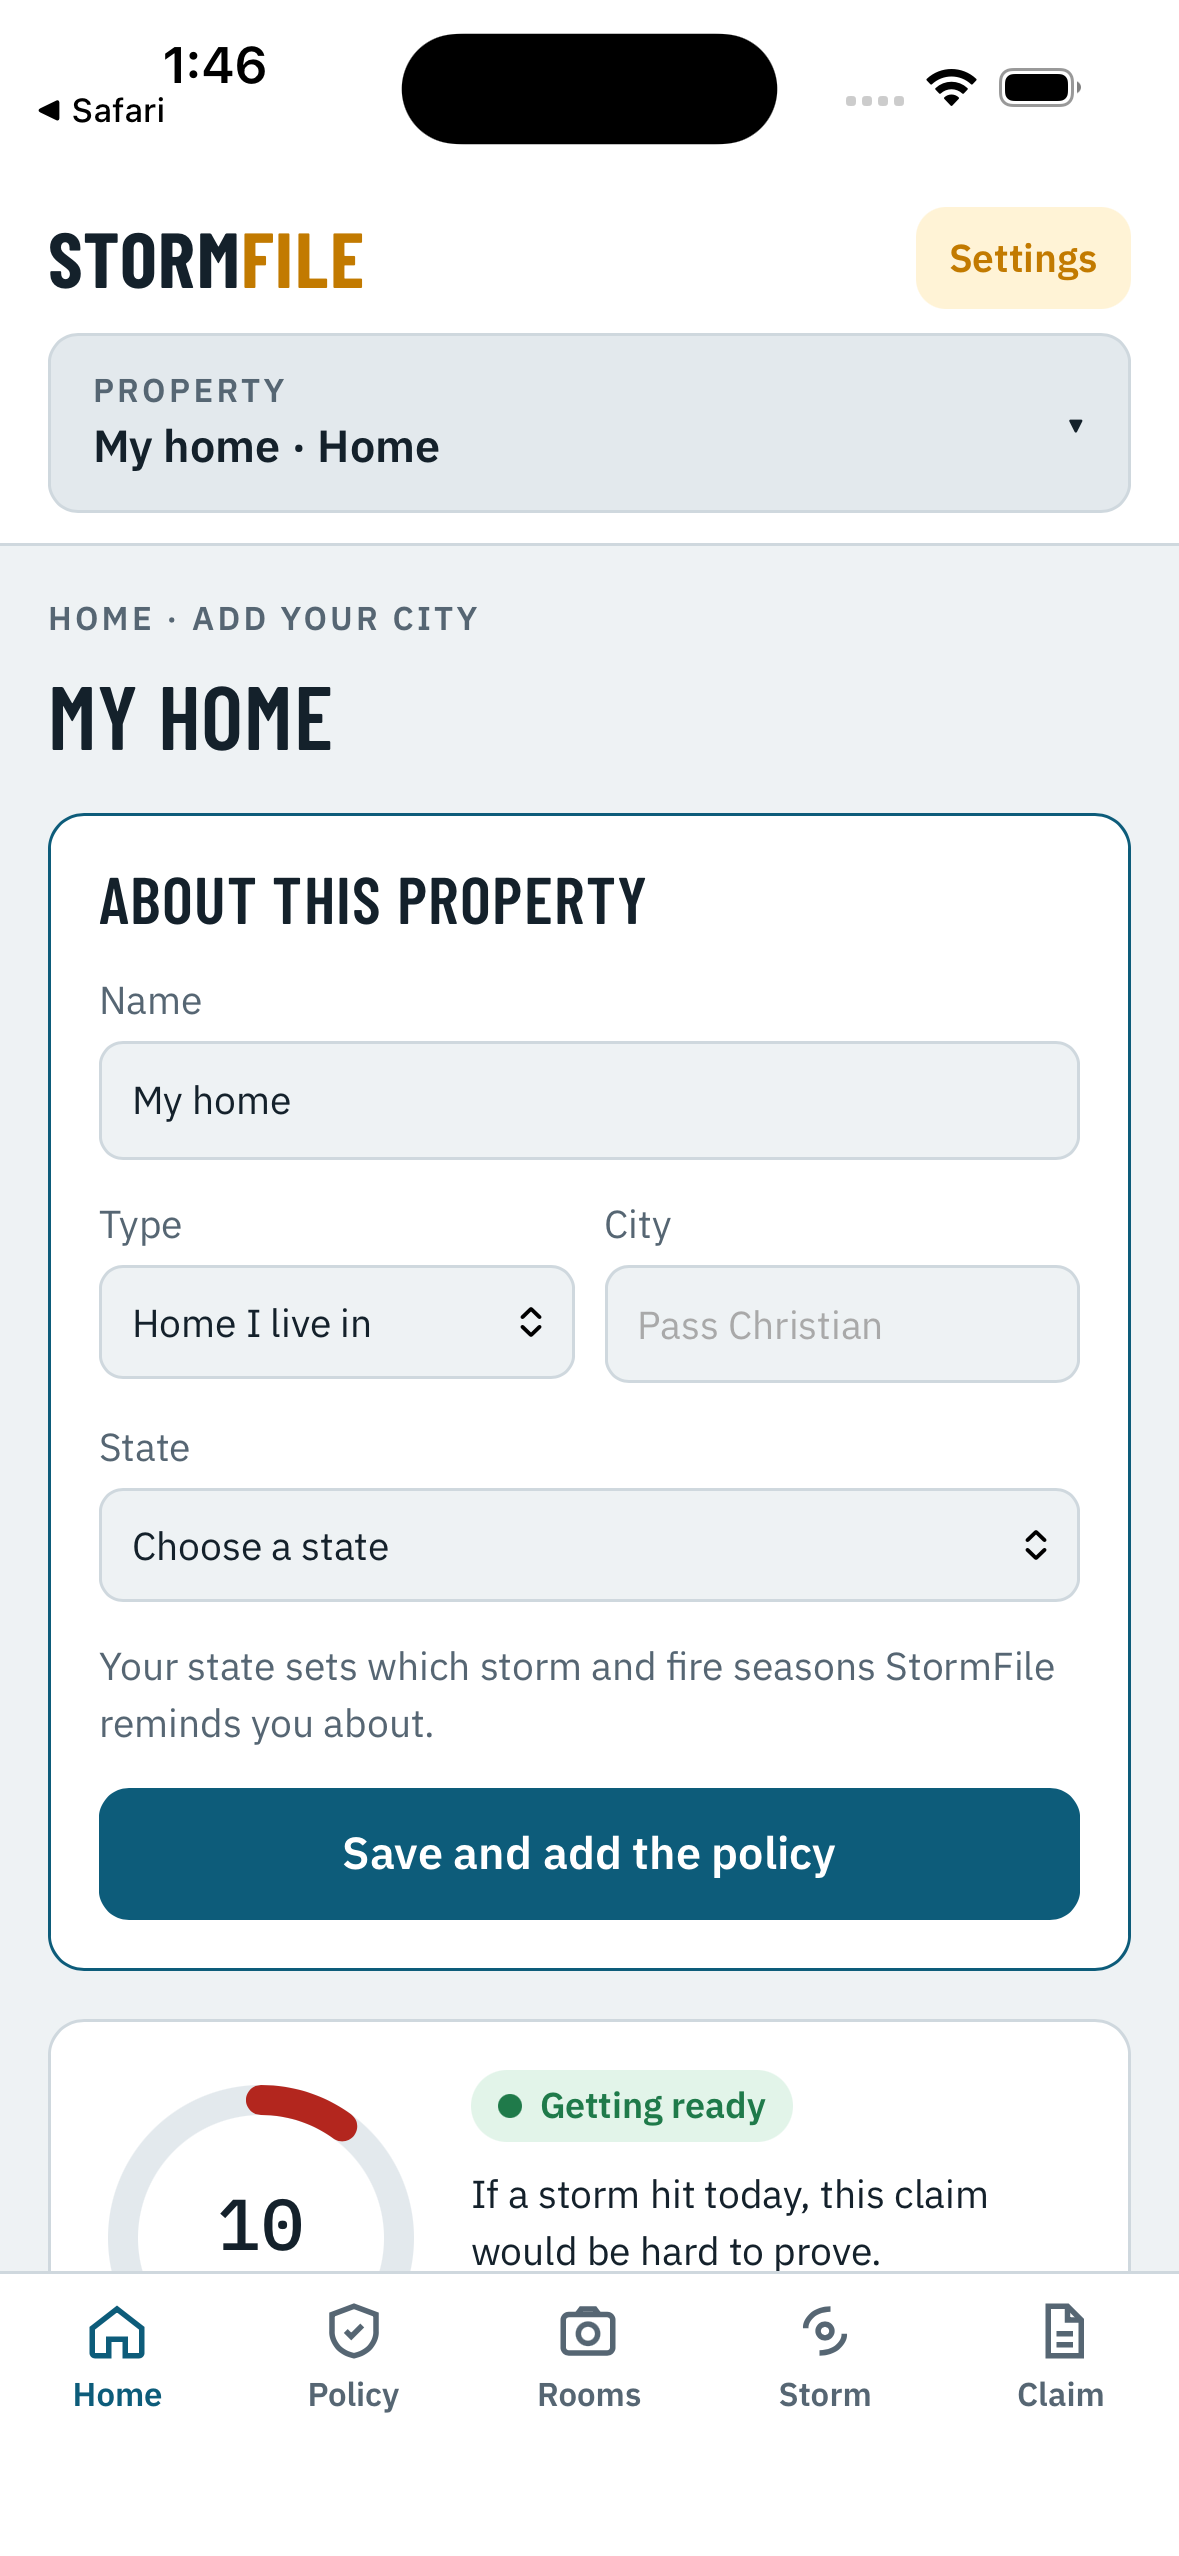 1:46
Safari
STORMFILE
Settings
PROPERTY
My home · Home
HOME · ADD YOUR CITY
MY HOME
ABOUT THIS PROPERTY
Name
My home
Type
City
Home I live in
Pass Christian
State
Choose a state
Your state sets which storm and fire seasons StormFile
reminds you about.
Save and add the policy
Getting ready
10
If a storm hit today, this claim
would be hard to prove.
Home
Policy
Rooms
Storm
Claim